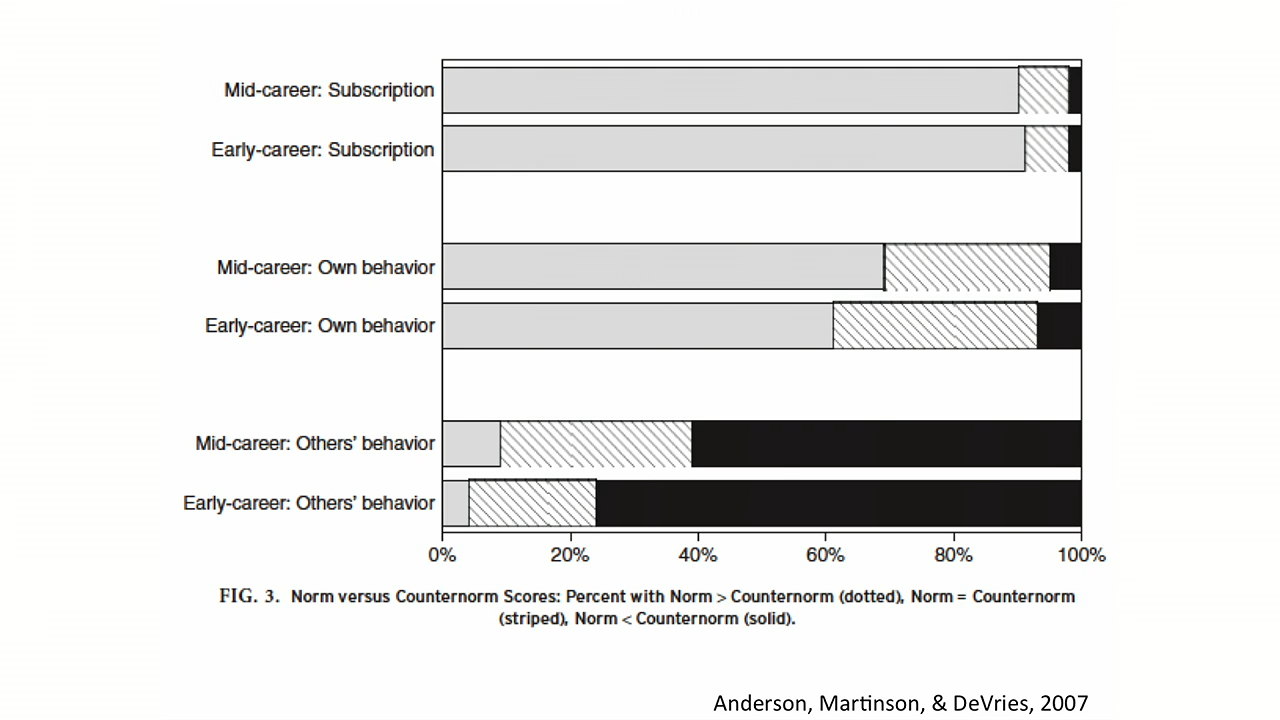 Mid-career: Subscription
Early-career: Subscription
Mid-career: Own behavior
Early-career: Own behavior
Mid-career: Others' behavior
Early-career: Others' behavior
0% 20% 40% 60% 80% 100%
FIG. 3. Norm versus Counternorm Scores: Percent with Norm > Counternorm (dotted), Norm = Counternorm
(striped), Norm < Counternorm (solid).
Anderson, Martinson, & DeVries, 2007